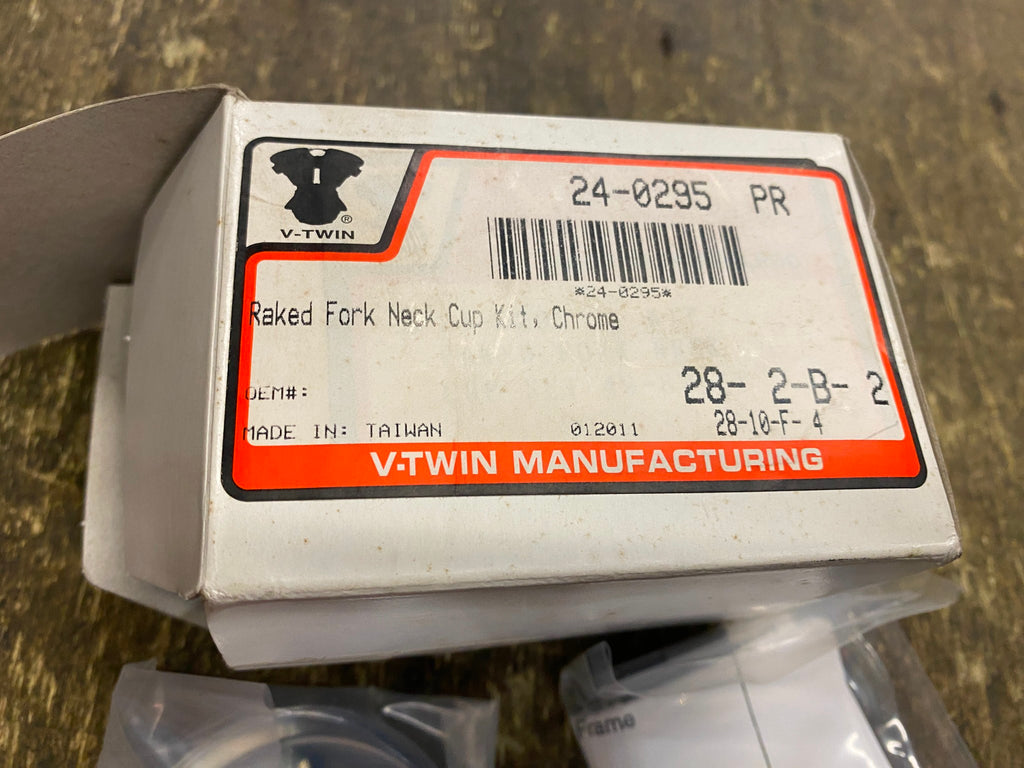 24-0295 PR
®
V-TWIN
*24-0295*
Raked Fork Neck Cup Kit, Chrome
28- 2-B- 2
OEM#:
28-10-F- 4
MADE IN: TAIWAN 012011
V-TWIN MANUFACTURING
Frame